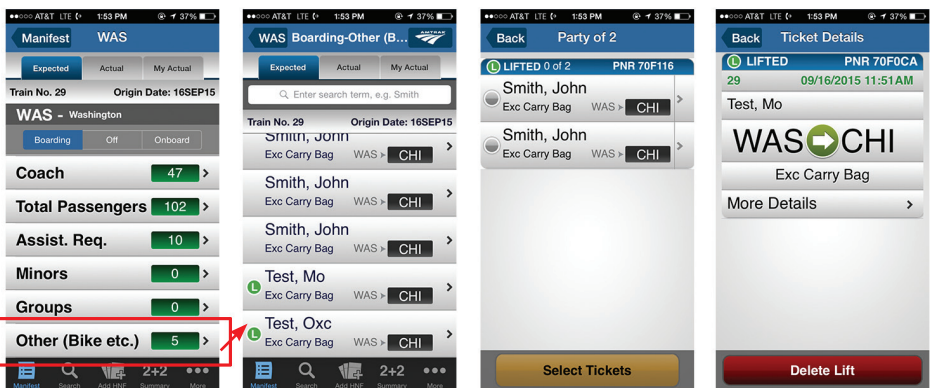 AT&T LTE 1:53 PM 37%
Manifest WAS
Expected Actual My Actual
Train No. 29 Origin Date: 16SEP15
WAS - Washington
Boarding Off Onboard
Coach 47
Total Passengers 102
Assist. Req. 10
Minors 0
Groups 0
Other (Bike etc.) 5
Manifest Search Add HNF 2+2 Summary More
AT&T LTE 1:53 PM 37%
WAS Boarding-Other (B... AMTRAK
Expected Actual My Actual
Enter search term, e.g. Smith
Train No. 29 Origin Date: 16SEP15
Smith, John
Exc Carry Bag WAS > CHI
Smith, John
Exc Carry Bag WAS > CHI
Smith, John
Exc Carry Bag WAS > CHI
L Test, Mo
Exc Carry Bag WAS > CHI
L Test, Oxc
Exc Carry Bag WAS > CHI
Manifest Search Add HNF 2+2 Summary More
AT&T LTE 1:53 PM 37%
Back Party of 2
L LIFTED 0 of 2 PNR 70F116
Smith, John
Exc Carry Bag WAS > CHI
Smith, John
Exc Carry Bag WAS > CHI
Select Tickets
AT&T LTE 1:53 PM 37%
Back Ticket Details
L LIFTED PNR 70F0CA
29 09/16/2015 11:51AM
Test, Mo
WAS CHI
Exc Carry Bag
More Details
Delete Lift